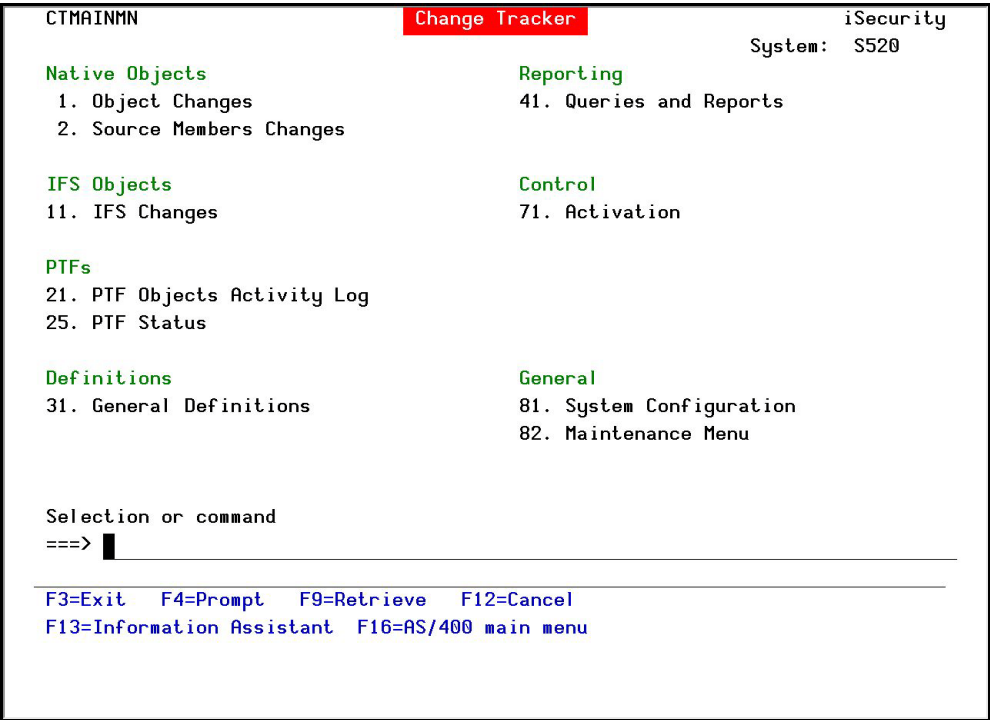 CTMAINMN Change Tracker iSecurity
System: S520
Native Objects Reporting
1. Object Changes 41. Queries and Reports
2. Source Members Changes
IFS Objects Control
11. IFS Changes 71. Activation
PTFs
21. PTF Objects Activity Log
25. PTF Status
Definitions General
31. General Definitions 81. System Configuration
82. Maintenance Menu
Selection or command
===>
F3=Exit F4=Prompt F9=Retrieve F12=Cancel
F13=Information Assistant F16=AS/400 main menu